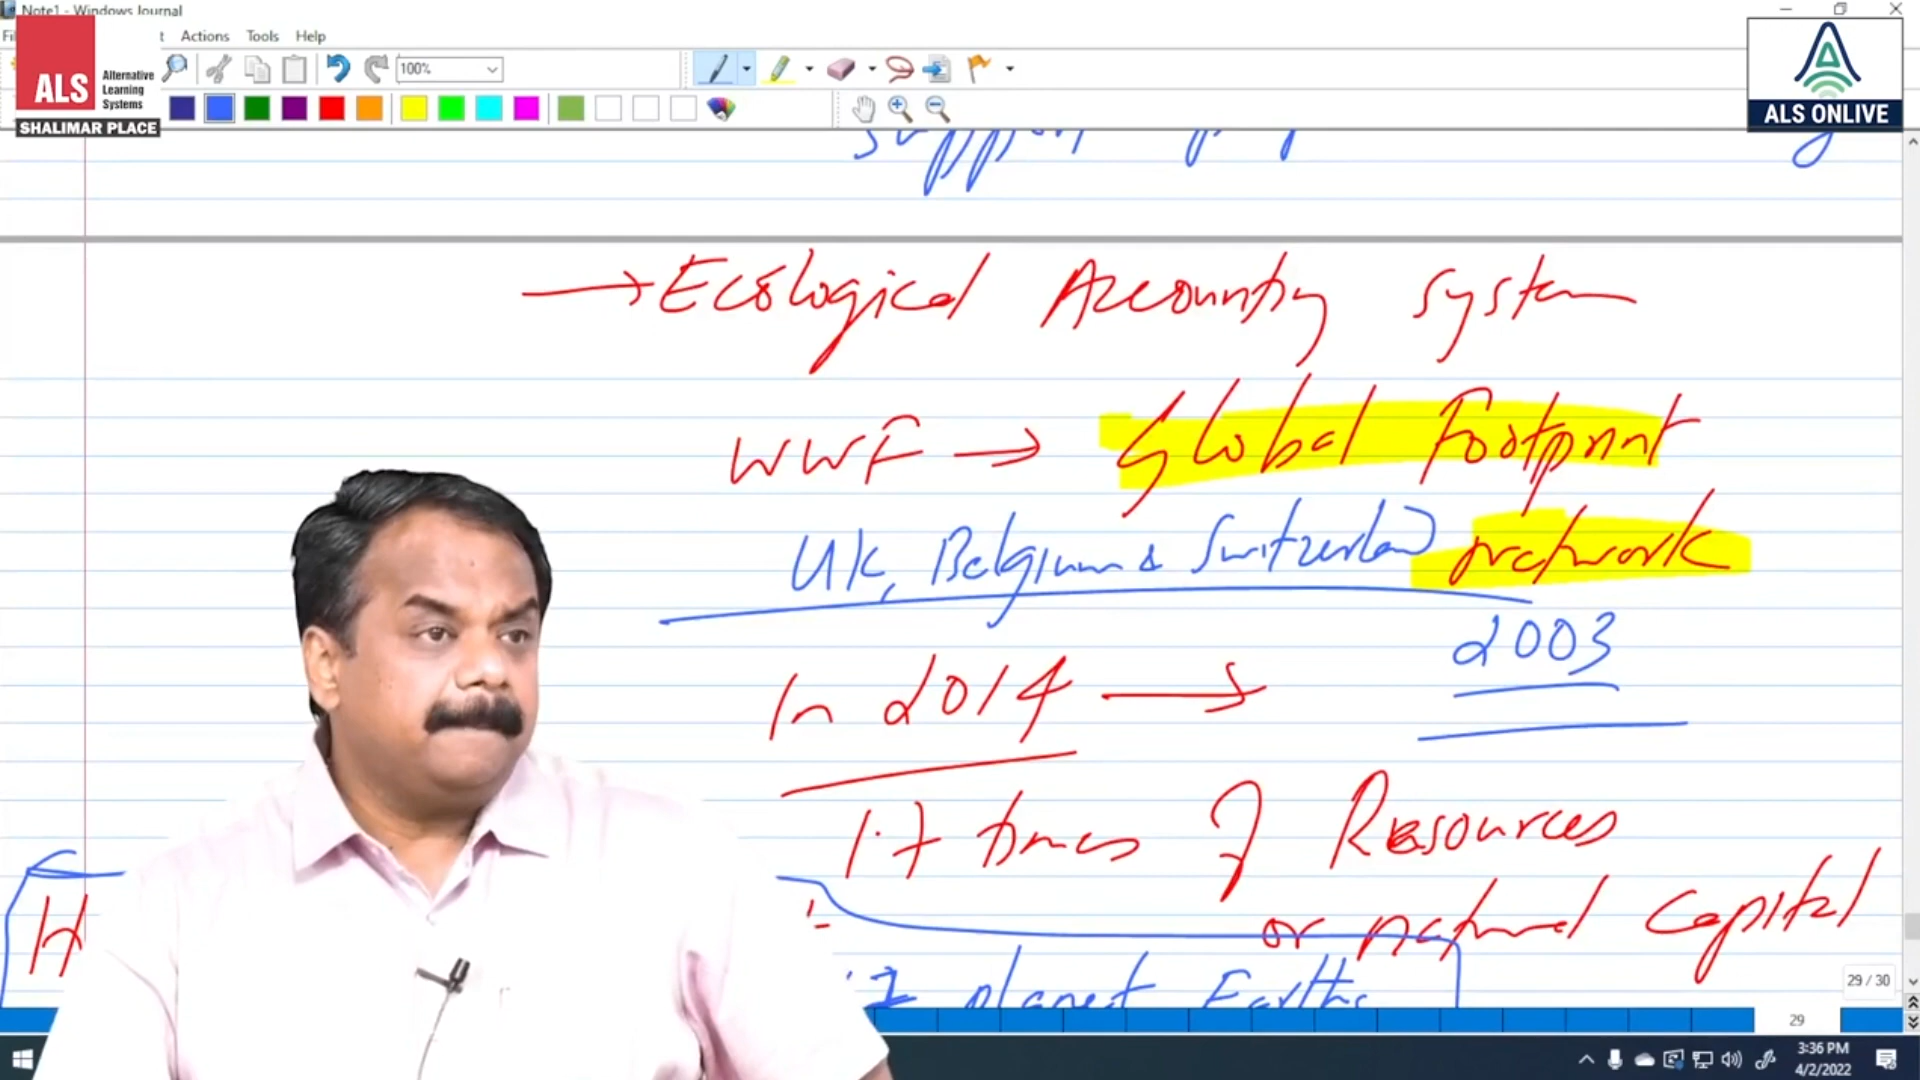 Note1 - Windows Journal
Actions Tools Help
ALS Alternative Learning Systems
SHALIMAR PLACE
100%
ALS ONLIVE
support
→ Ecological Accounting System
WWF → Global Footprint
UK, Belgium & Switzerland network
2003
In 2014 →
1.7 times of Resources
or natural Capital
H
planet Earths
29 / 30
29
3:36 PM
4/2/2022